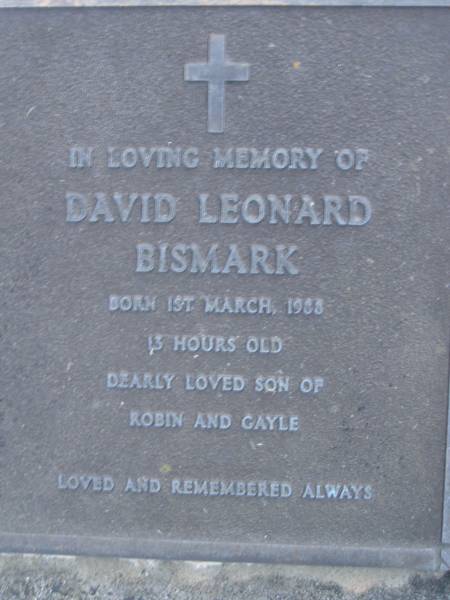 IN LOVING MEMORY OF
DAVID LEONARD
BISMARK
BORN 1ST MARCH, 1988
13 HOURS OLD
DEARLY LOVED SON OF
ROBIN AND GAYLE
LOVED AND REMEMBERED ALWAYS